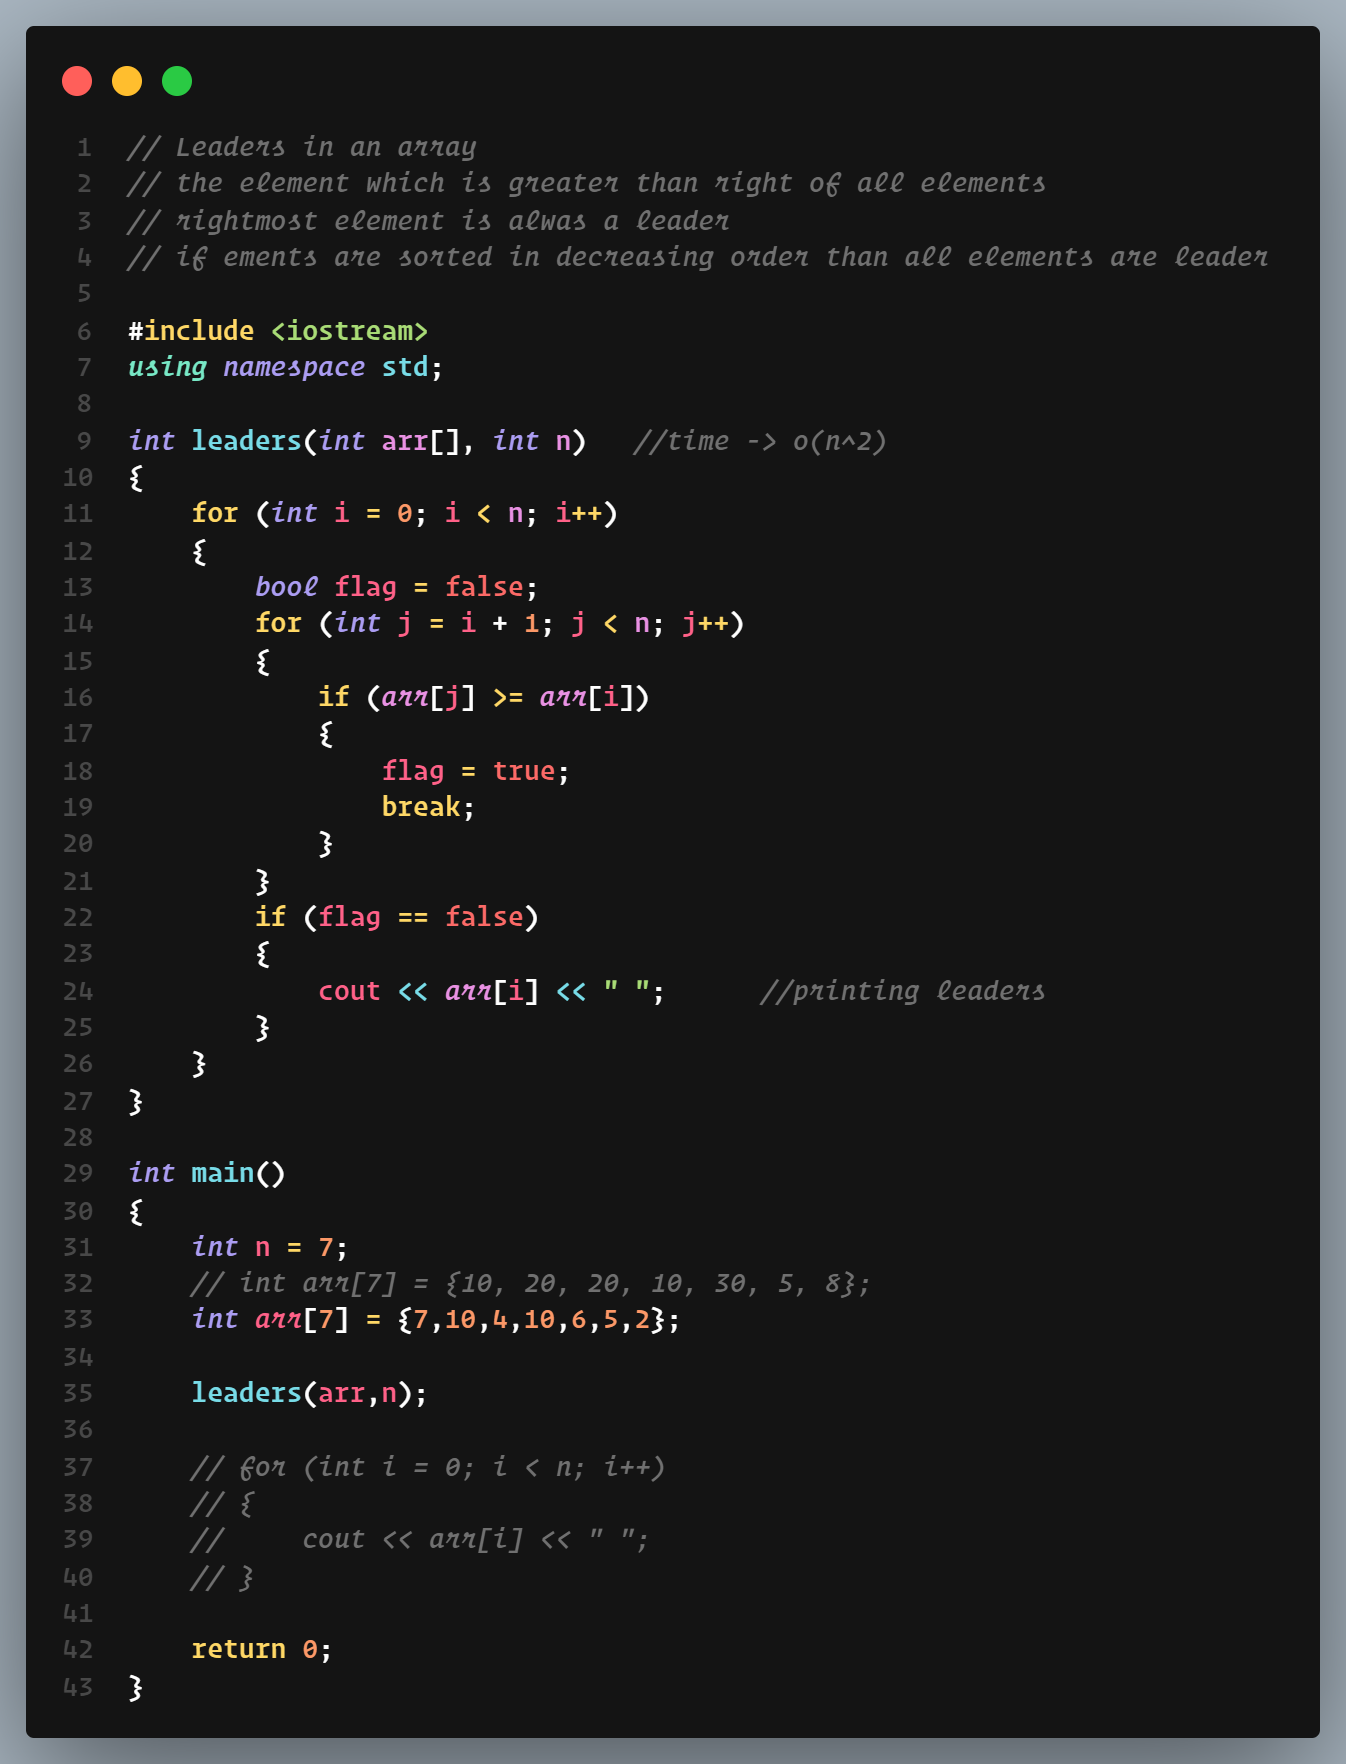 1 // Leaders in an array
2 // the element which is greater than right of all elements
3 // rightmost element is alwas a leader
4 // if ements are sorted in decreasing order than all elements are leader
5
6 #include <iostream>
7 using namespace std;
8
9 int leaders(int arr[], int n)   //time -> o(n^2)
10 {
11     for (int i = 0; i < n; i++)
12     {
13         bool flag = false;
14         for (int j = i + 1; j < n; j++)
15         {
16             if (arr[j] >= arr[i])
17             {
18                 flag = true;
19                 break;
20             }
21         }
22         if (flag == false)
23         {
24             cout << arr[i] << " ";      //printing leaders
25         }
26     }
27 }
28
29 int main()
30 {
31     int n = 7;
32     // int arr[7] = {10, 20, 20, 10, 30, 5, 8};
33     int arr[7] = {7,10,4,10,6,5,2};
34
35     leaders(arr,n);
36
37     // for (int i = 0; i < n; i++)
38     // {
39     //     cout << arr[i] << " ";
40     // }
41
42     return 0;
43 }